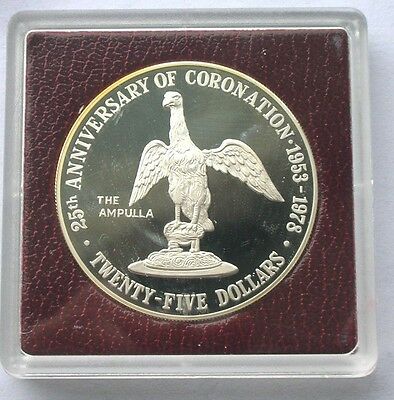 25th ANNIVERSARY OF CORONATION · 1953-1978 ·
THE
AMPULLA
TWENTY-FIVE DOLLARS ·